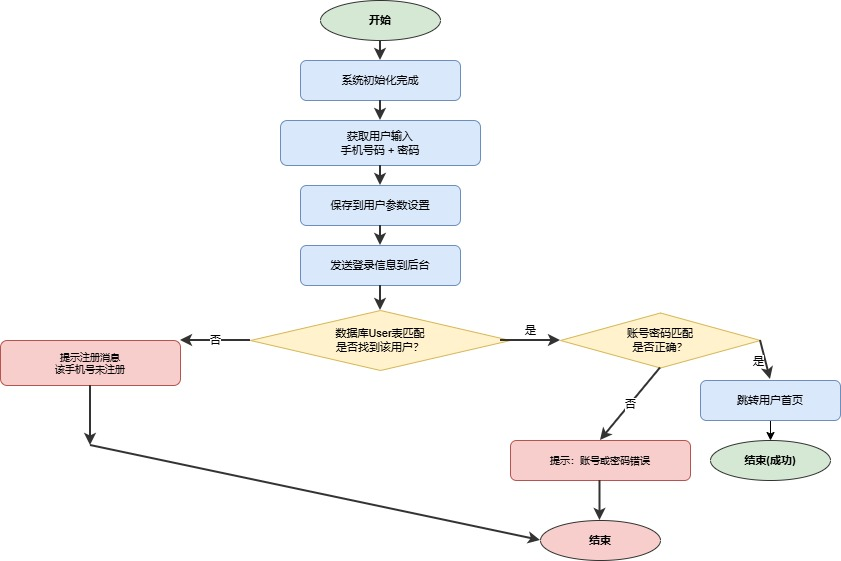 开始
系统初始化完成
获取用户输入
手机号码 + 密码
保存到用户参数设置
发送登录信息到后台
数据库User表匹配
是否找到该用户?
否
是
提示注册消息
该手机号未注册
账号密码匹配
是否正确?
是
否
跳转用户首页
提示：账号或密码错误
结束(成功)
结束